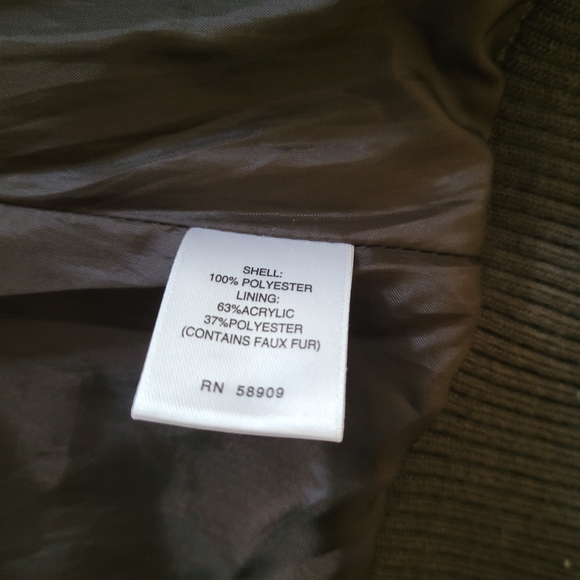 SHELL:
100% POLYESTER
LINING:
63%ACRYLIC
37%POLYESTER
(CONTAINS FAUX FUR)
RN 58909